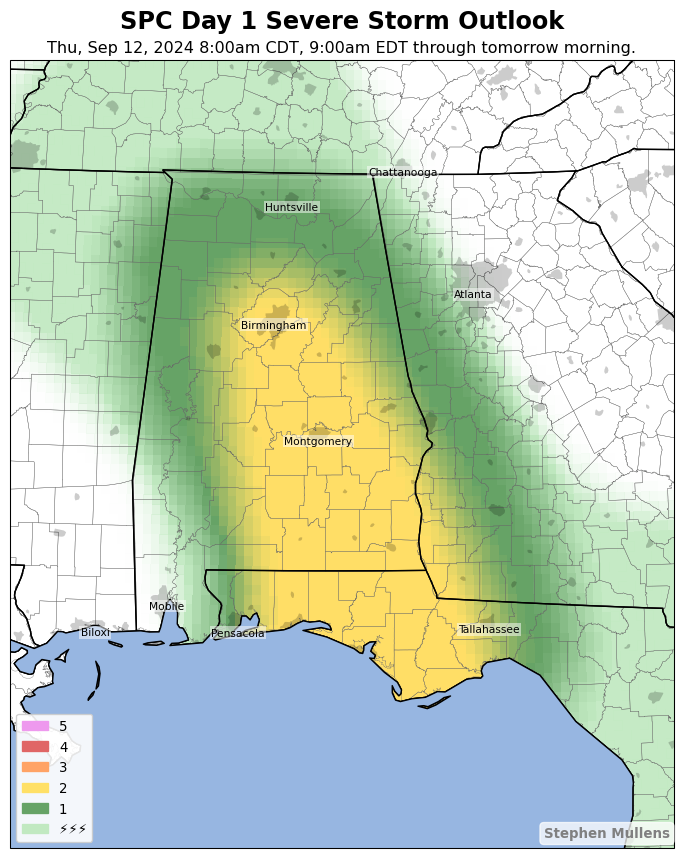 SPC Day 1 Severe Storm Outlook
Thu, Sep 12, 2024 8:00am CDT, 9:00am EDT through tomorrow morning.
Chattanooga
Huntsville
Atlanta
Birmingham
Montgomery
Mobile
Biloxi
Pensacola
Tallahassee
5
4
3
2
1
⚡⚡⚡
Stephen Mullens